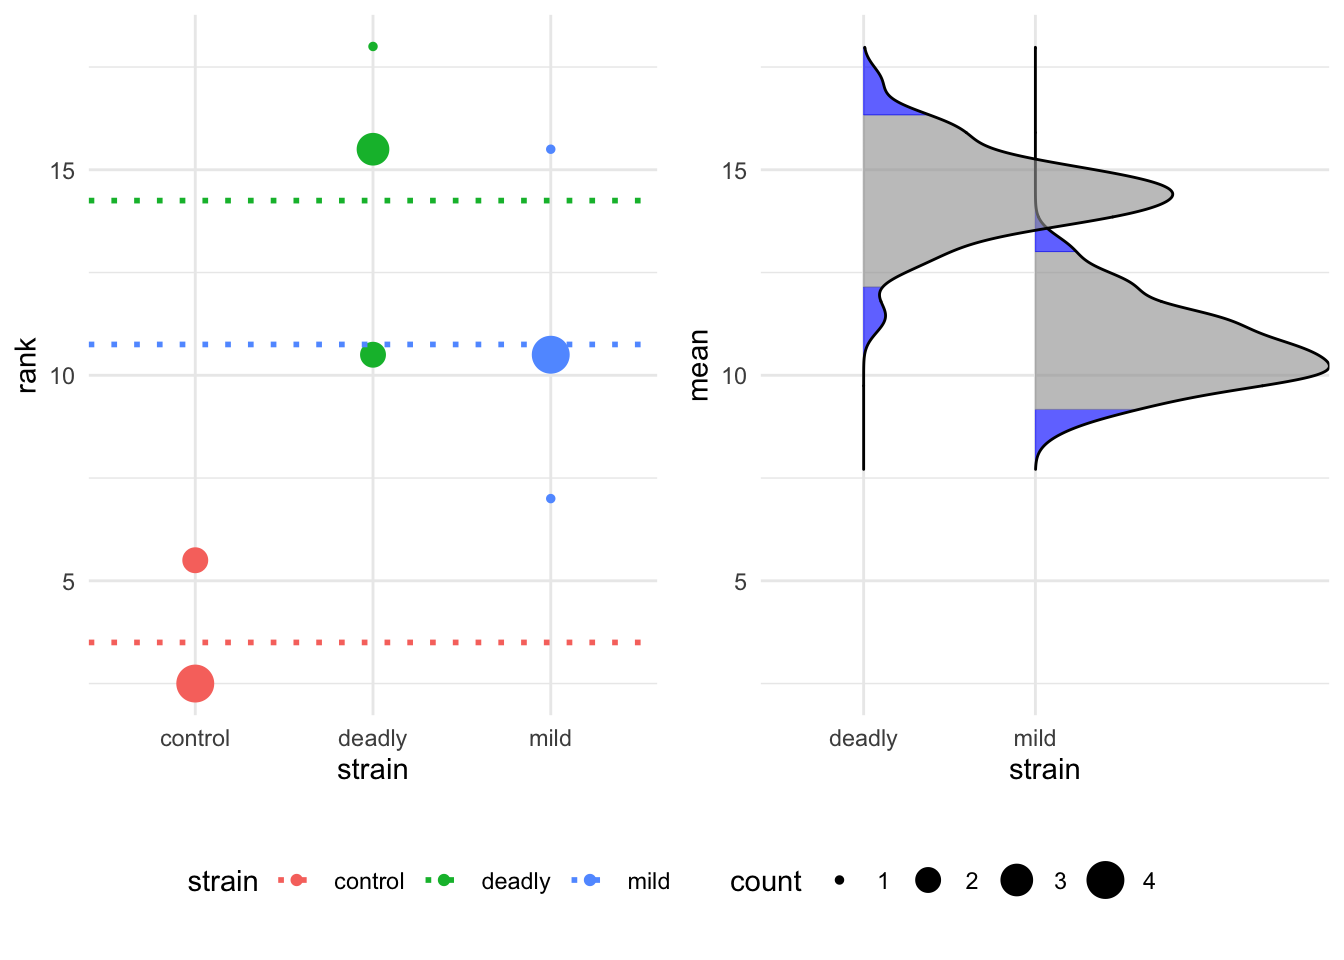 rank
15
10
5
control deadly mild
strain
mean
15
10
5
deadly mild
strain
strain control deadly mild count 1 2 3 4